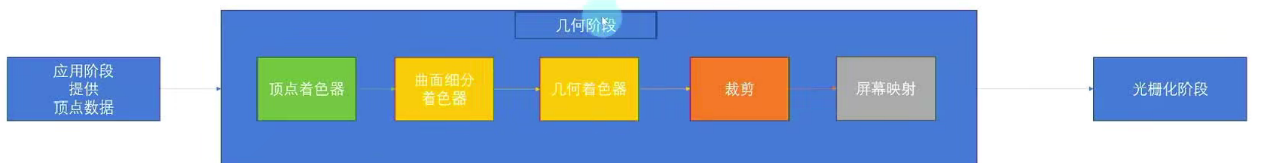 几何阶段
应用阶段
提供
顶点数据
顶点着色器
曲面细分
着色器
几何着色器
裁剪
屏幕映射
光栅化阶段